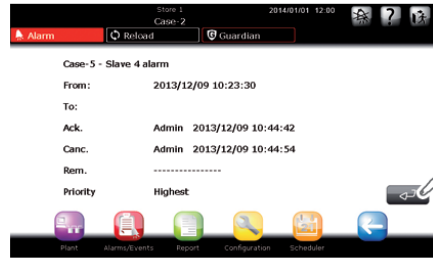 Store 1 2014/01/01 12:00
Case-2
Alarm Reload Guardian
Case-5 - Slave 4 alarm
From: 2013/12/09 10:23:30
To:
Ack. Admin 2013/12/09 10:44:42
Canc. Admin 2013/12/09 10:44:54
Rem. ----------------
Priority Highest
Plant Alarms/Events Report Configuration Scheduler